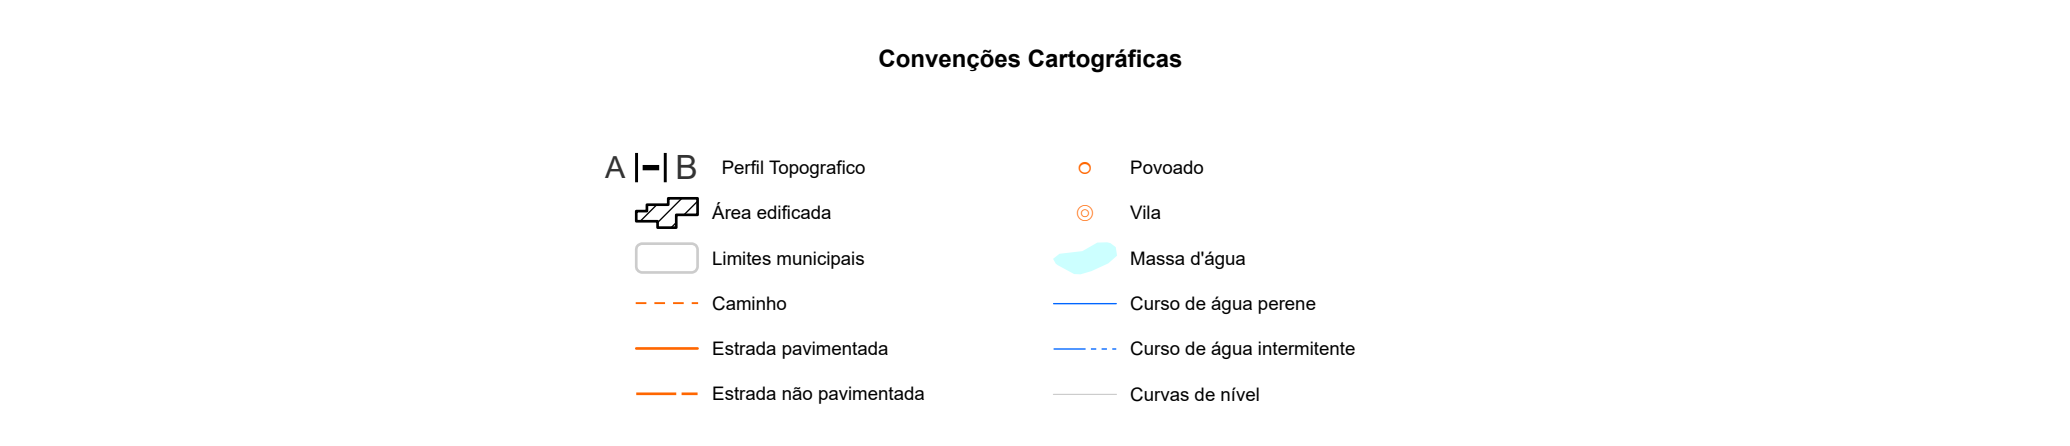 Convenções Cartográficas
A B Perfil Topografico
Área edificada
Limites municipais
Caminho
Estrada pavimentada
Estrada não pavimentada
Povoado
Vila
Massa d'água
Curso de água perene
Curso de água intermitente
Curvas de nível